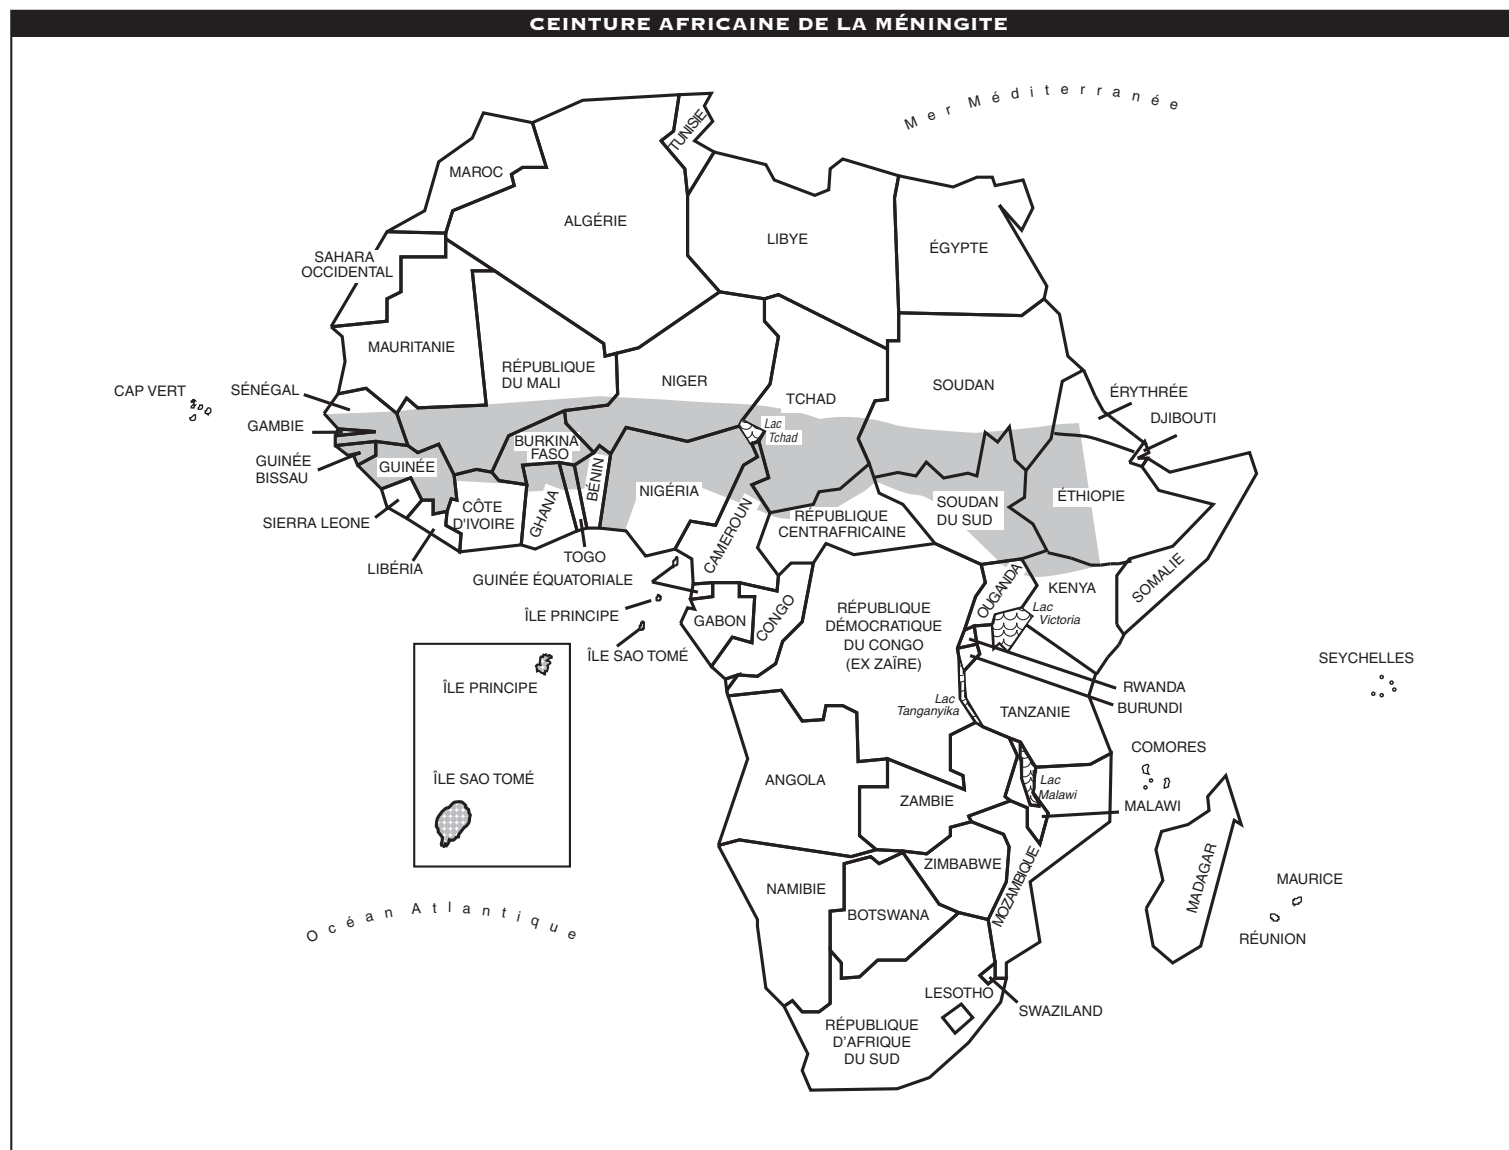 CEINTURE AFRICAINE DE LA MÉNINGITE
Mer Méditerranée
TUNISIE
MAROC
ALGÉRIE
LIBYE
ÉGYPTE
SAHARA
OCCIDENTAL
MAURITANIE
RÉPUBLIQUE
DU MALI
NIGER
TCHAD
SOUDAN
CAP VERT
SÉNÉGAL
ÉRYTHRÉE
DJIBOUTI
GAMBIE
Lac
Tchad
BURKINA
FASO
GUINÉE
BISSAU
GUINÉE
BÉNIN
NIGÉRIA
SOUDAN
DU SUD
ÉTHIOPIE
CÔTE
D'IVOIRE
GHANA
SIERRA LEONE
RÉPUBLIQUE
CENTRAFRICAINE
CAMEROUN
LIBÉRIA
TOGO
GUINÉE ÉQUATORIALE
OUGANDA
KENYA
SOMALIE
ÎLE PRINCIPE
GABON
CONGO
RÉPUBLIQUE
DÉMOCRATIQUE
DU CONGO
(EX ZAÏRE)
Lac
Victoria
ÎLE SAO TOMÉ
SEYCHELLES
ÎLE PRINCIPE
RWANDA
BURUNDI
Lac
Tanganyika
TANZANIE
COMORES
ÎLE SAO TOMÉ
ANGOLA
ZAMBIE
Lac
Malawi
MALAWI
ZIMBABWE
MOZAMBIQUE
MADAGAR
NAMIBIE
BOTSWANA
MAURICE
RÉUNION
Océan Atlantique
LESOTHO
SWAZILAND
RÉPUBLIQUE
D'AFRIQUE
DU SUD